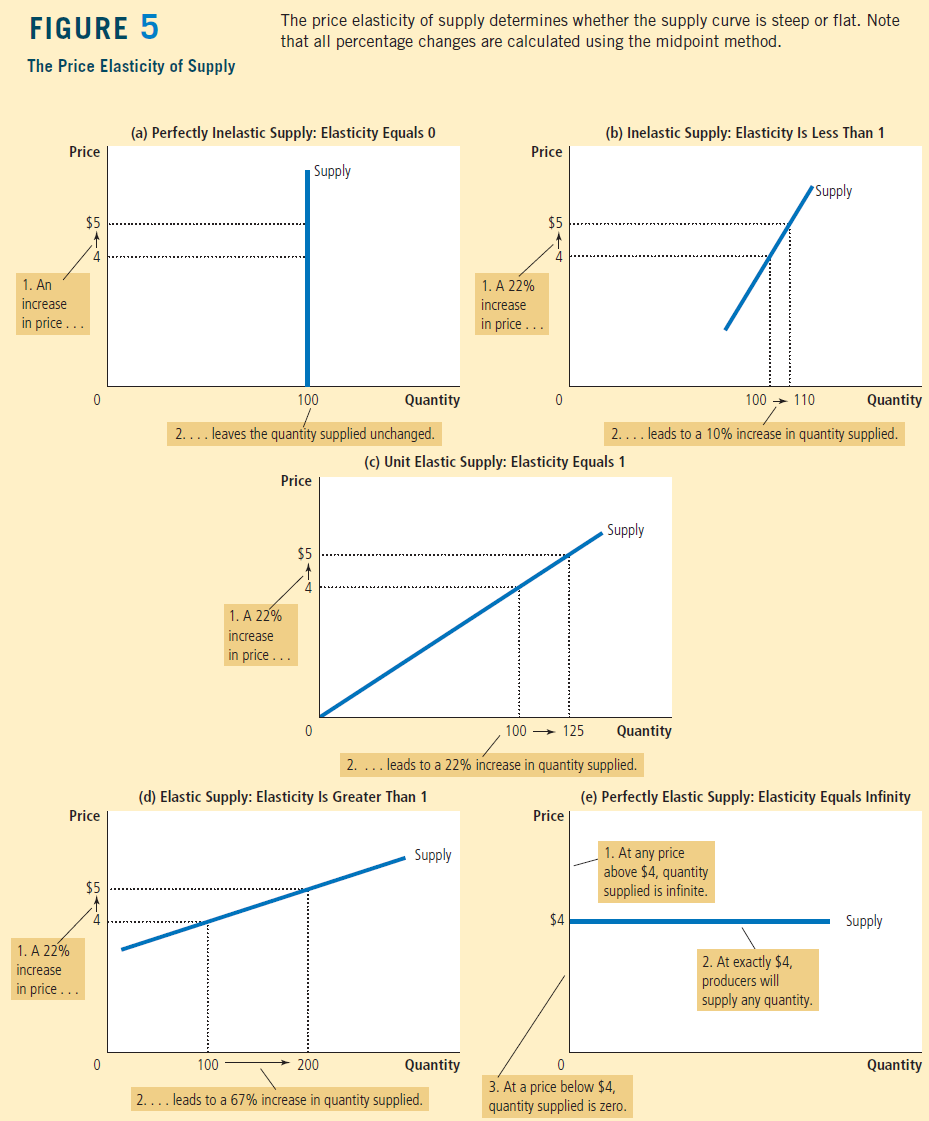 FIGURE 5
The Price Elasticity of Supply
The price elasticity of supply determines whether the supply curve is steep or flat. Note
that all percentage changes are calculated using the midpoint method.
(a) Perfectly Inelastic Supply: Elasticity Equals 0
Price
Supply
$5
4
1. An
increase
in price . . .
0
100
Quantity
2. . . . leaves the quantity supplied unchanged.
(b) Inelastic Supply: Elasticity Is Less Than 1
Price
Supply
$5
4
1. A 22%
increase
in price . . .
0
100
110
Quantity
2. . . . leads to a 10% increase in quantity supplied.
(c) Unit Elastic Supply: Elasticity Equals 1
Price
Supply
$5
4
1. A 22%
increase
in price . . .
0
100
125
Quantity
2. . . . leads to a 22% increase in quantity supplied.
(d) Elastic Supply: Elasticity Is Greater Than 1
Price
Supply
$5
4
1. A 22%
increase
in price . . .
0
100
200
Quantity
2. . . . leads to a 67% increase in quantity supplied.
(e) Perfectly Elastic Supply: Elasticity Equals Infinity
Price
1. At any price
above $4, quantity
supplied is infinite.
$4
Supply
2. At exactly $4,
producers will
supply any quantity.
0
Quantity
3. At a price below $4,
quantity supplied is zero.